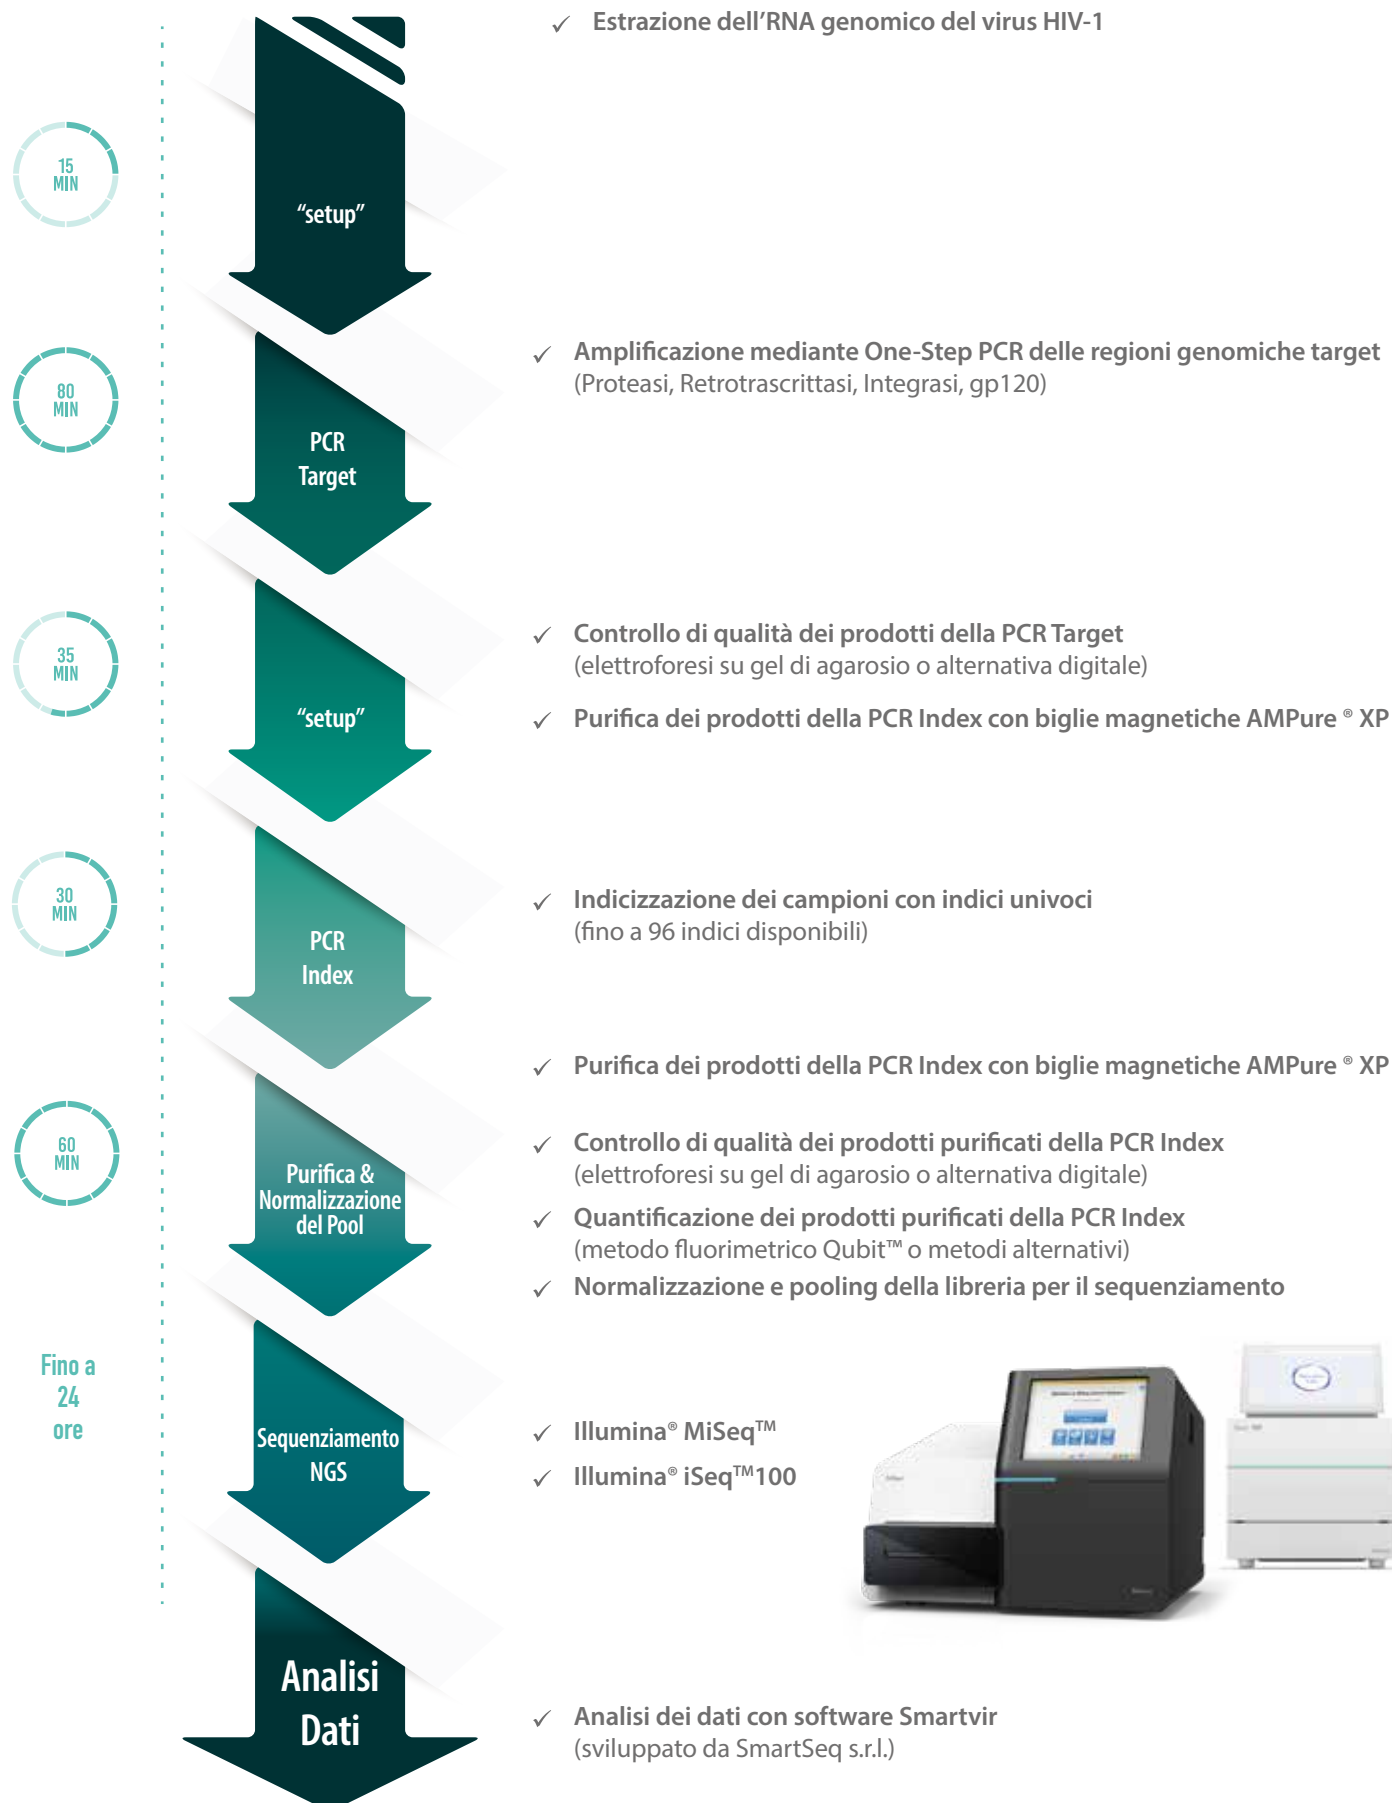 ✓ Estrazione dell’RNA genomico del virus HIV-1
15
MIN
“setup”
80
MIN
PCR
Target
✓ Amplificazione mediante One-Step PCR delle regioni genomiche target
(Proteasi, Retrotrascrittasi, Integrasi, gp120)
35
MIN
“setup”
✓ Controllo di qualità dei prodotti della PCR Target
(elettroforesi su gel di agarosio o alternativa digitale)
✓ Purifica dei prodotti della PCR Index con biglie magnetiche AMPure ® XP
30
MIN
PCR
Index
✓ Indicizzazione dei campioni con indici univoci
(fino a 96 indici disponibili)
60
MIN
Purifica &
Normalizzazione
del Pool
✓ Purifica dei prodotti della PCR Index con biglie magnetiche AMPure ® XP
✓ Controllo di qualità dei prodotti purificati della PCR Index
(elettroforesi su gel di agarosio o alternativa digitale)
✓ Quantificazione dei prodotti purificati della PCR Index
(metodo fluorimetrico Qubit™ o metodi alternativi)
✓ Normalizzazione e pooling della libreria per il sequenziamento
Fino a
24
ore
Sequenziamento
NGS
✓ Illumina® MiSeq™
✓ Illumina® iSeq™100
Analisi
Dati
✓ Analisi dei dati con software Smartvir
(sviluppato da SmartSeq s.r.l.)